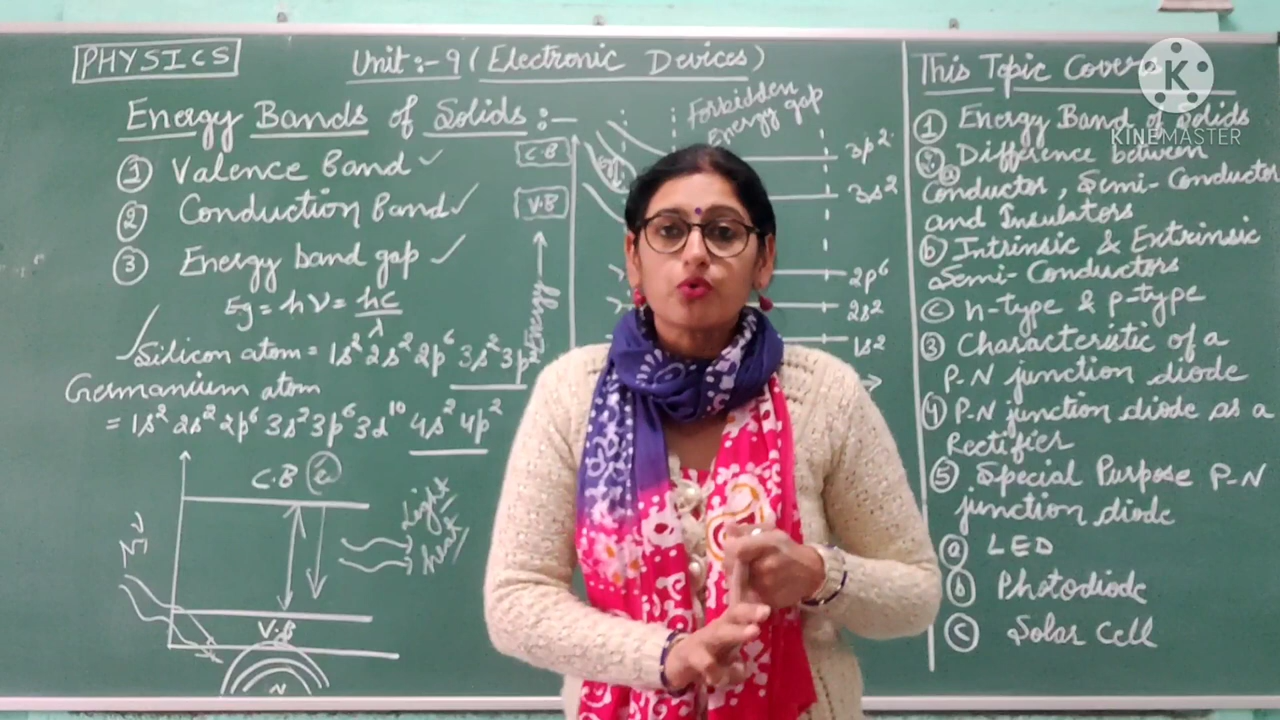 PHYSICS
Unit:-9 (Electronic Devices)
Energy Bands of Solids:-
① Valence Band ✓
② Conduction Band ✓
③ Energy band gap ✓
Eg = hν = hc/λ
Silicon atom = 1s² 2s² 2p⁶ 3s² 3p
Germanium atom
= 1s² 2s² 2p⁶ 3s² 3p⁶ 3d¹⁰ 4s² 4p²
C.B
Light
heat
V.B
N
Forbidden
Energy gap
C.B
V.B
Energy
3p²
3s²
2p⁶
2s²
1s²
This Topic Covers
① Energy Band of Solids
② ⓐ Difference between
Conductor, Semi-Conductor
and Insulators
ⓑ Intrinsic & Extrinsic
Semi-Conductors
ⓒ n-type & p-type
③ Characteristic of a
P-N junction diode
④ P-N junction diode as a
Rectifier
⑤ Special Purpose P-N
junction diode
ⓐ LED
ⓑ Photodiode
ⓒ Solar Cell
K
KINEMASTER